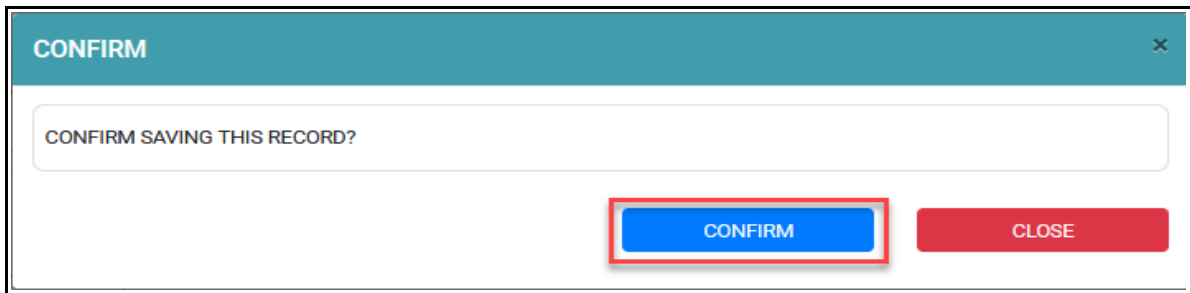 CONFIRM
×
CONFIRM SAVING THIS RECORD?
CONFIRM CLOSE